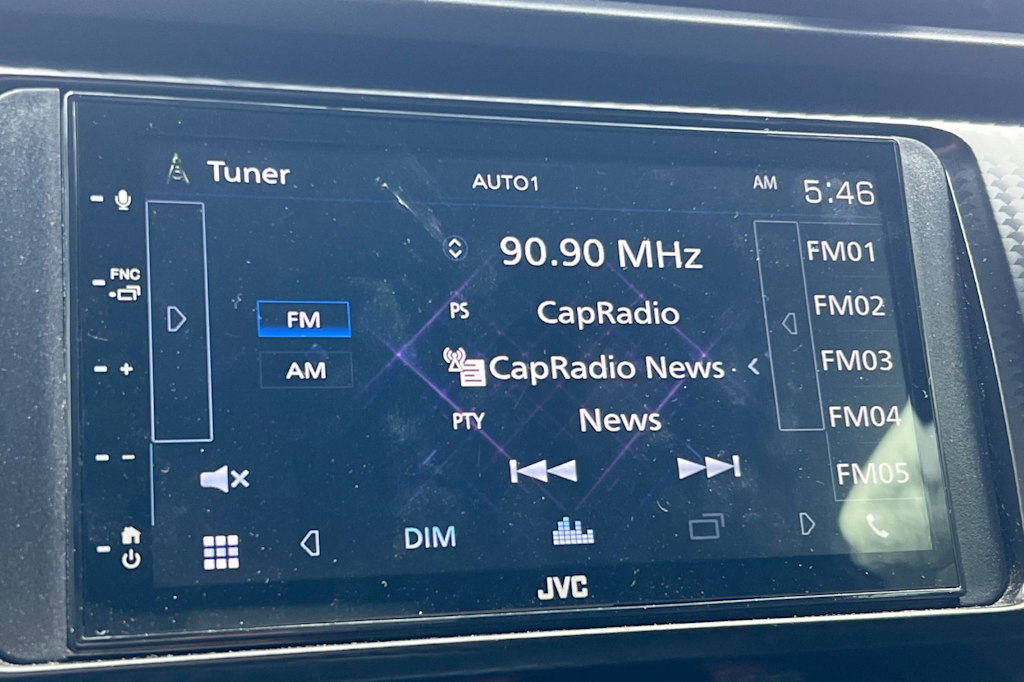 Tuner
AUTO1
AM 5:46
FNC
+
-
90.90 MHz
FM
AM
PS CapRadio
CapRadio News
PTY News
FM01
FM02
FM03
FM04
FM05
DIM
JVC